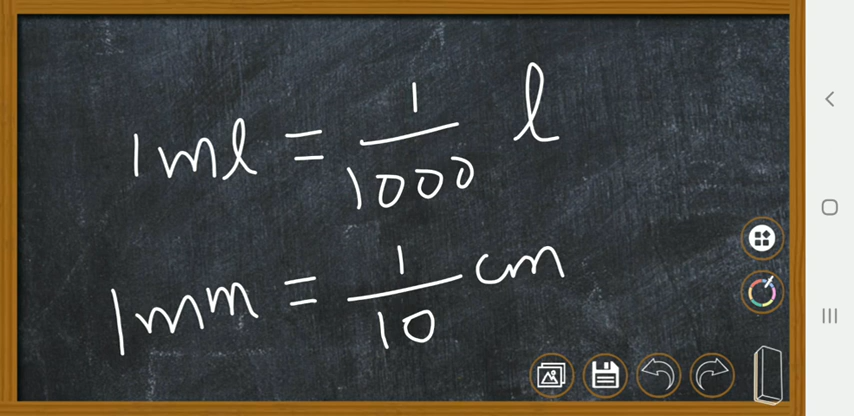 1ml = 1/1000 l
1mm = 1/10 cm